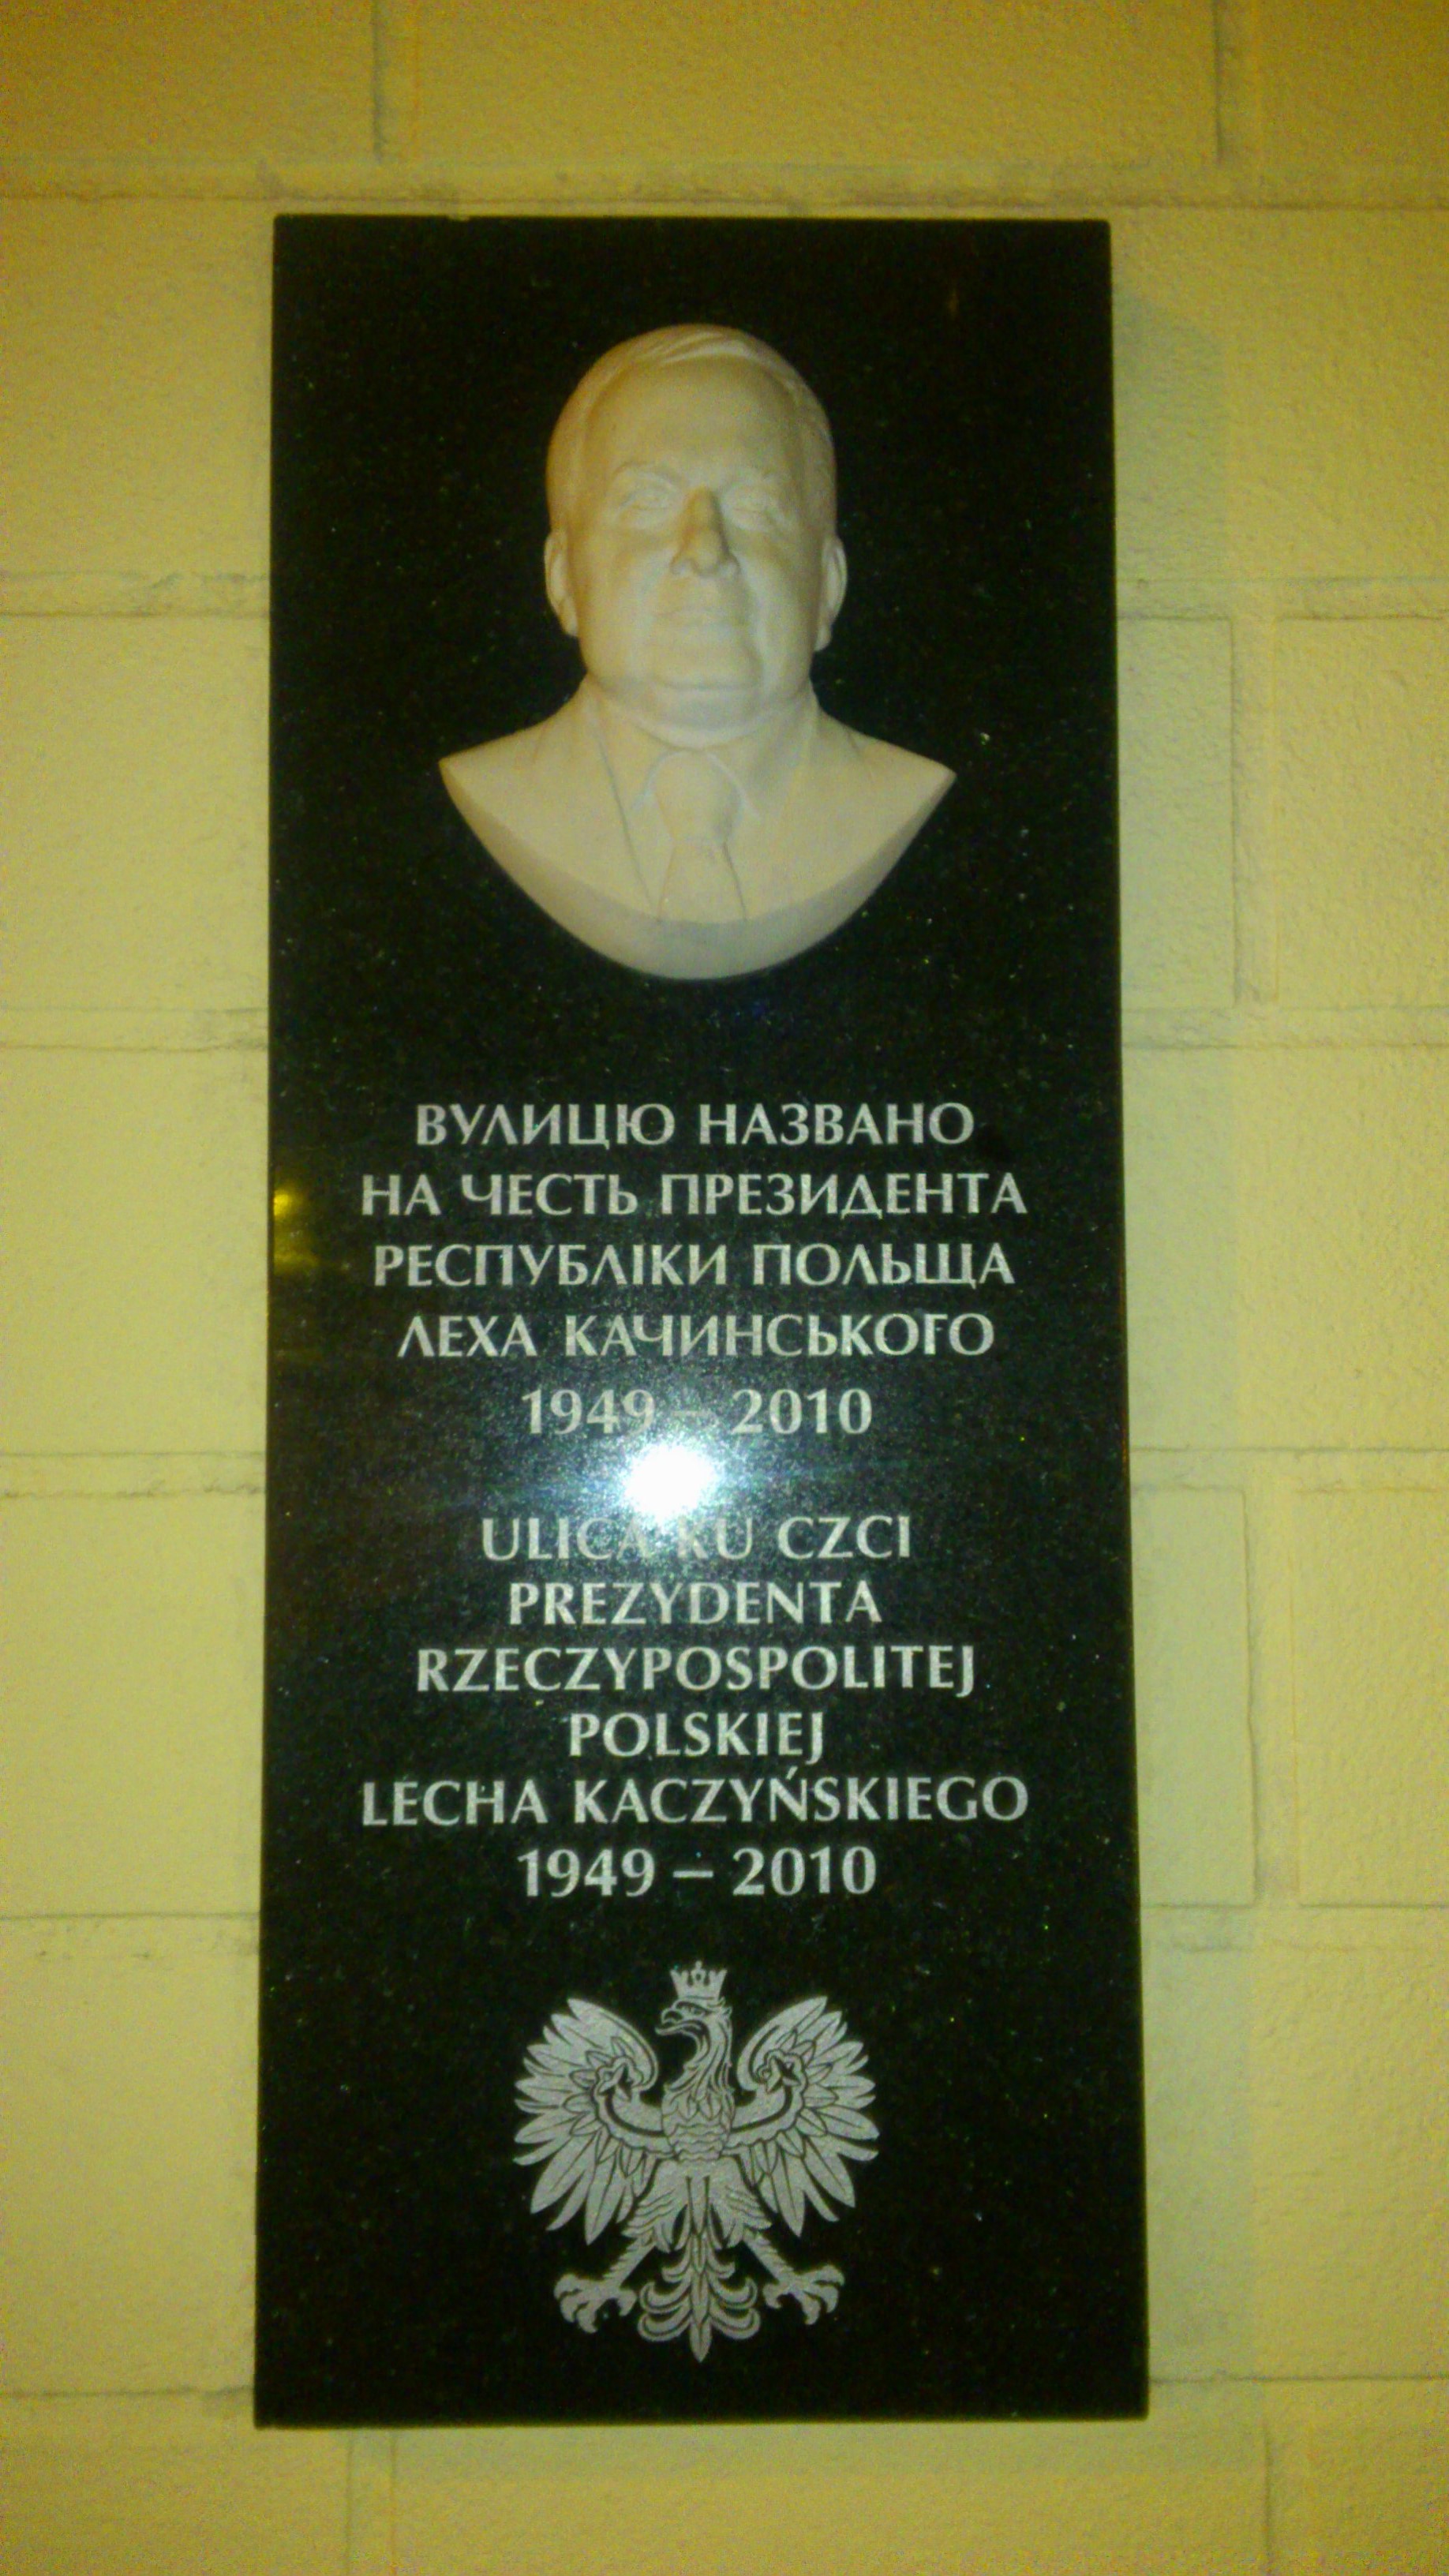 ВУЛИЦЮ НАЗВАНО
НА ЧЕСТЬ ПРЕЗИДЕНТА
РЕСПУБЛІКИ ПОЛЬЩА
ЛЕХА КАЧИНСЬКОГО
1949 – 2010
ULICA KU CZCI
PREZYDENTA
RZECZYPOSPOLITEJ
POLSKIEJ
LECHA KACZYŃSKIEGO
1949 – 2010